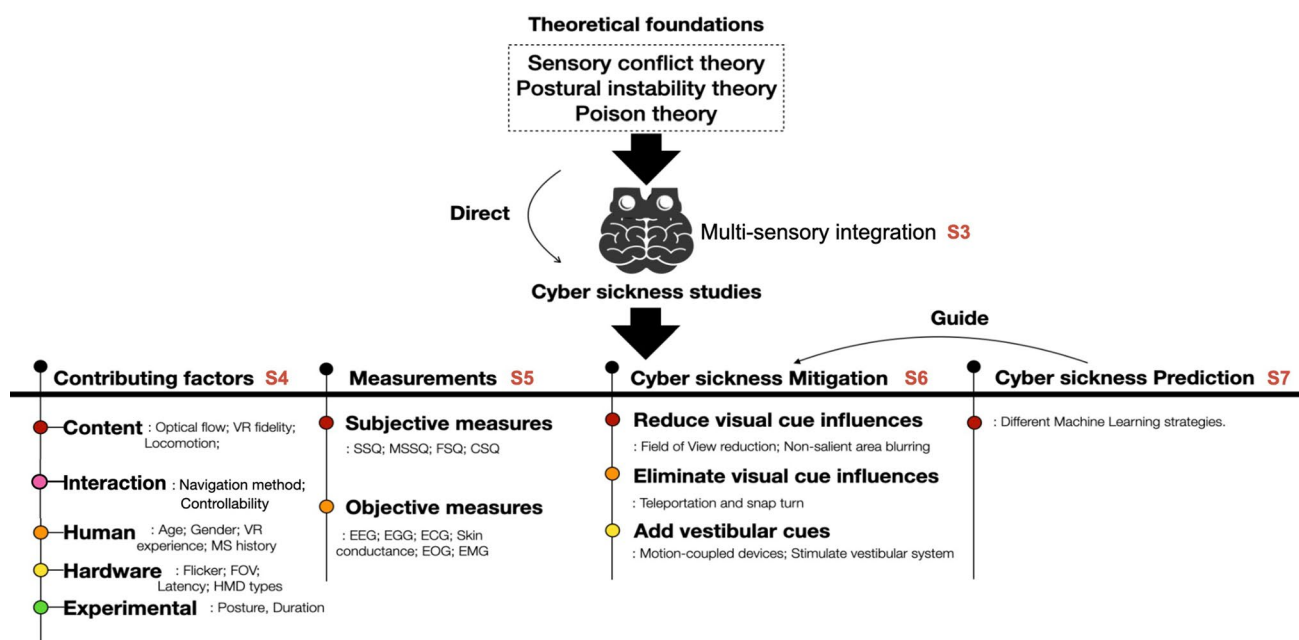 Theoretical foundations
Sensory conflict theory
Postural instability theory
Poison theory
Direct
Multi-sensory integration S3
Cyber sickness studies
Guide
Contributing factors S4
Content : Optical flow; VR fidelity;
Locomotion;
Interaction : Navigation method;
Controllability
Human : Age; Gender; VR
experience; MS history
Hardware : Flicker; FOV;
Latency; HMD types
Experimental : Posture, Duration
Measurements S5
Subjective measures
: SSQ; MSSQ; FSQ; CSQ
Objective measures
: EEG; EGG; ECG; Skin
conductance; EOG; EMG
Cyber sickness Mitigation S6
Reduce visual cue influences
: Field of View reduction; Non-salient area blurring
Eliminate visual cue influences
: Teleportation and snap turn
Add vestibular cues
: Motion-coupled devices; Stimulate vestibular system
Cyber sickness Prediction S7
: Different Machine Learning strategies.